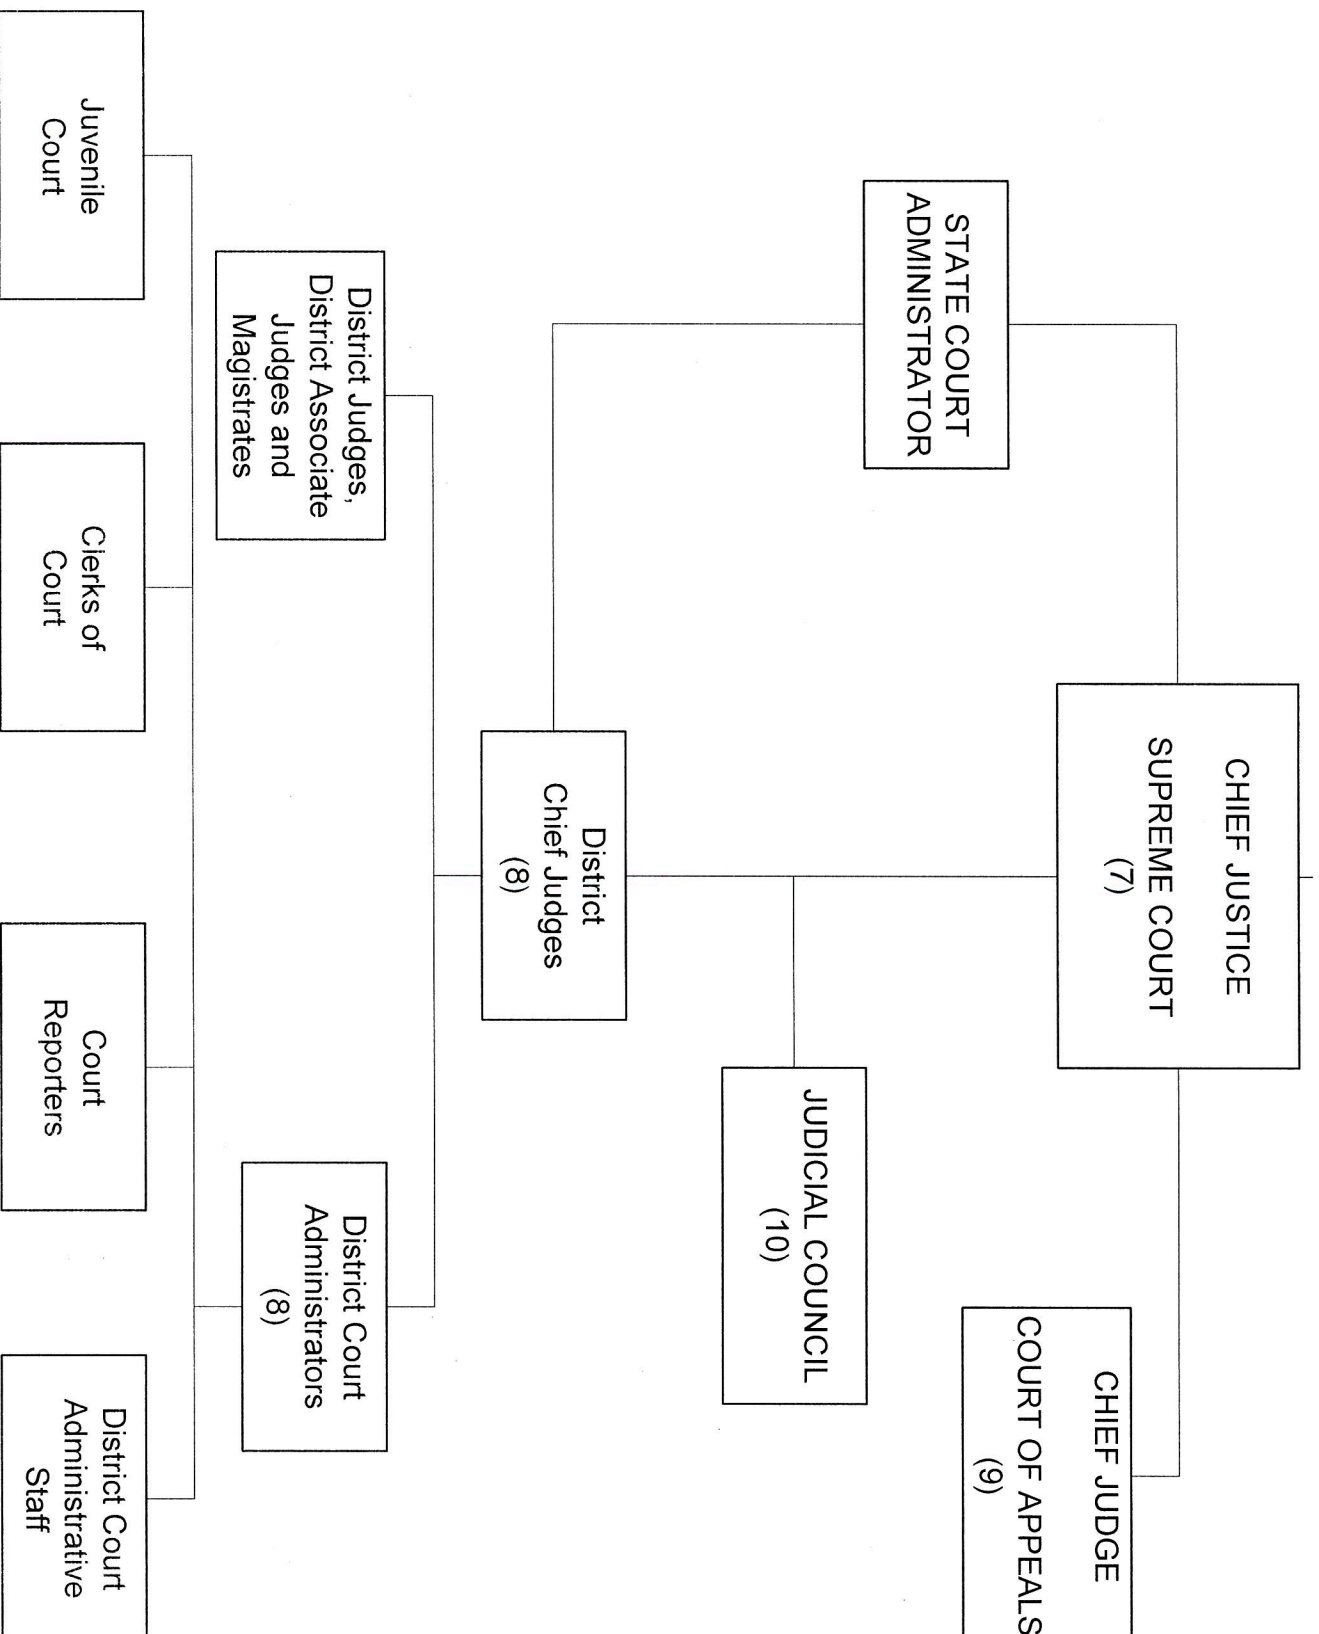 CHIEF JUSTICE
SUPREME COURT
(7)
CHIEF JUDGE
COURT OF APPEALS
(9)
STATE COURT
ADMINISTRATOR
JUDICIAL COUNCIL
(10)
District
Chief Judges
(8)
District Judges,
District Associate
Judges and
Magistrates
District Court
Administrators
(8)
Juvenile
Court
Clerks of
Court
Court
Reporters
District Court
Administrative
Staff